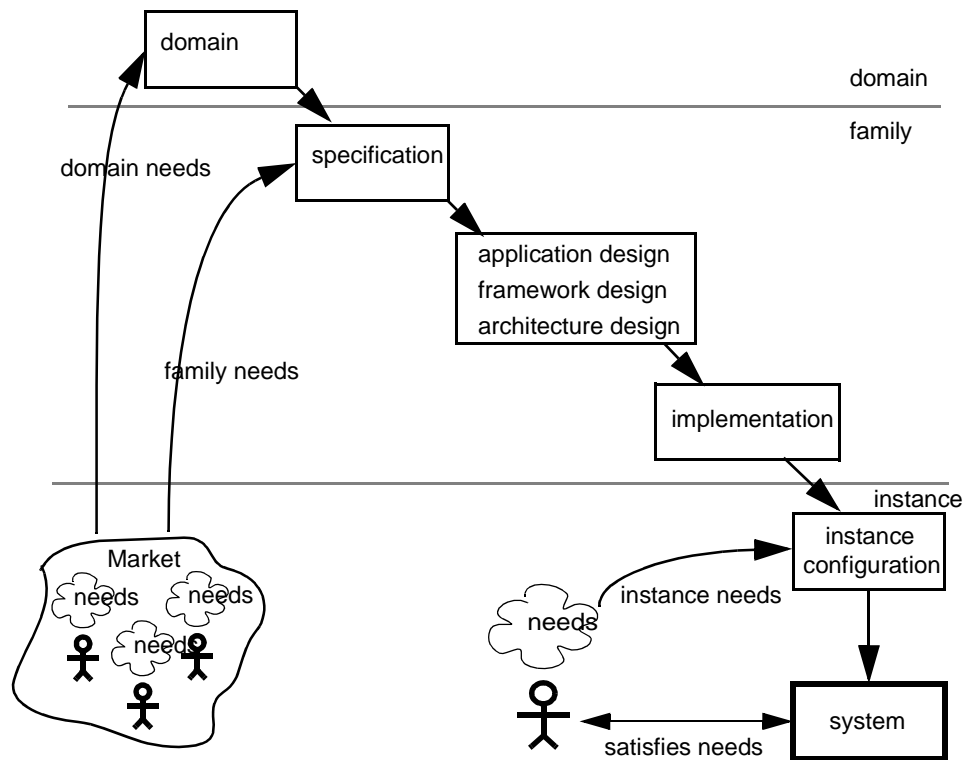 domain
domain
family
specification
domain needs
application design
framework design
architecture design
family needs
implementation
instance
instance
configuration
Market
needs
needs
needs
instance needs
needs
system
satisfies needs